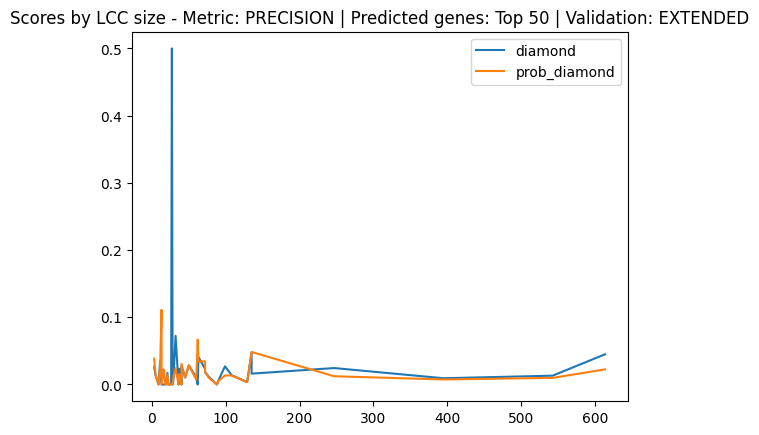 Scores by LCC size - Metric: PRECISION | Predicted genes: Top 50 | Validation: EXTENDED
diamond
prob_diamond
0.5
0.4
0.3
0.2
0.1
0.0
0 100 200 300 400 500 600